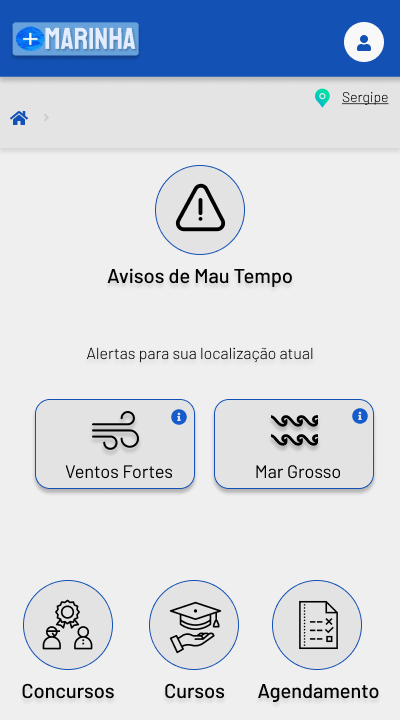 MARINHA
Sergipe
Avisos de Mau Tempo
Alertas para sua localização atual
Ventos Fortes
Mar Grosso
Concursos
Cursos
Agendamento